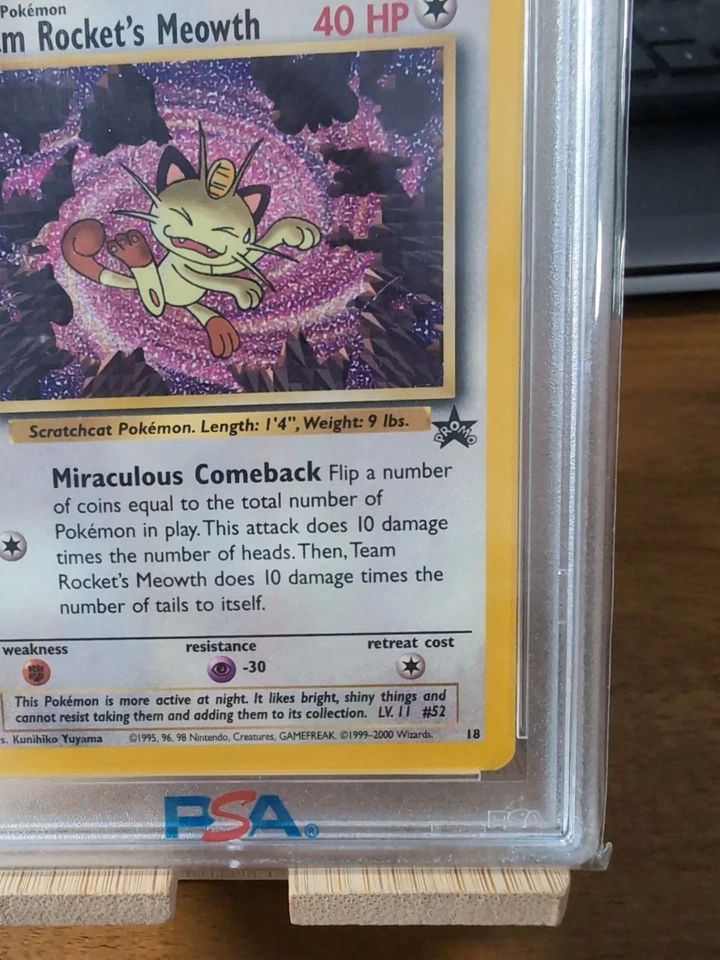 Pokémon
m Rocket's Meowth 40 HP
Scratchcat Pokémon. Length: 1'4", Weight: 9 lbs.
PROMO
Miraculous Comeback Flip a number
of coins equal to the total number of
Pokémon in play. This attack does 10 damage
times the number of heads. Then, Team
Rocket's Meowth does 10 damage times the
number of tails to itself.
weakness resistance retreat cost
-30
This Pokémon is more active at night. It likes bright, shiny things and
cannot resist taking them and adding them to its collection. LV. 11 #52
s. Kunihiko Yuyama ©1995, 96, 98 Nintendo, Creatures, GAMEFREAK. ©1999-2000 Wizards. 18
PSA®
PSA